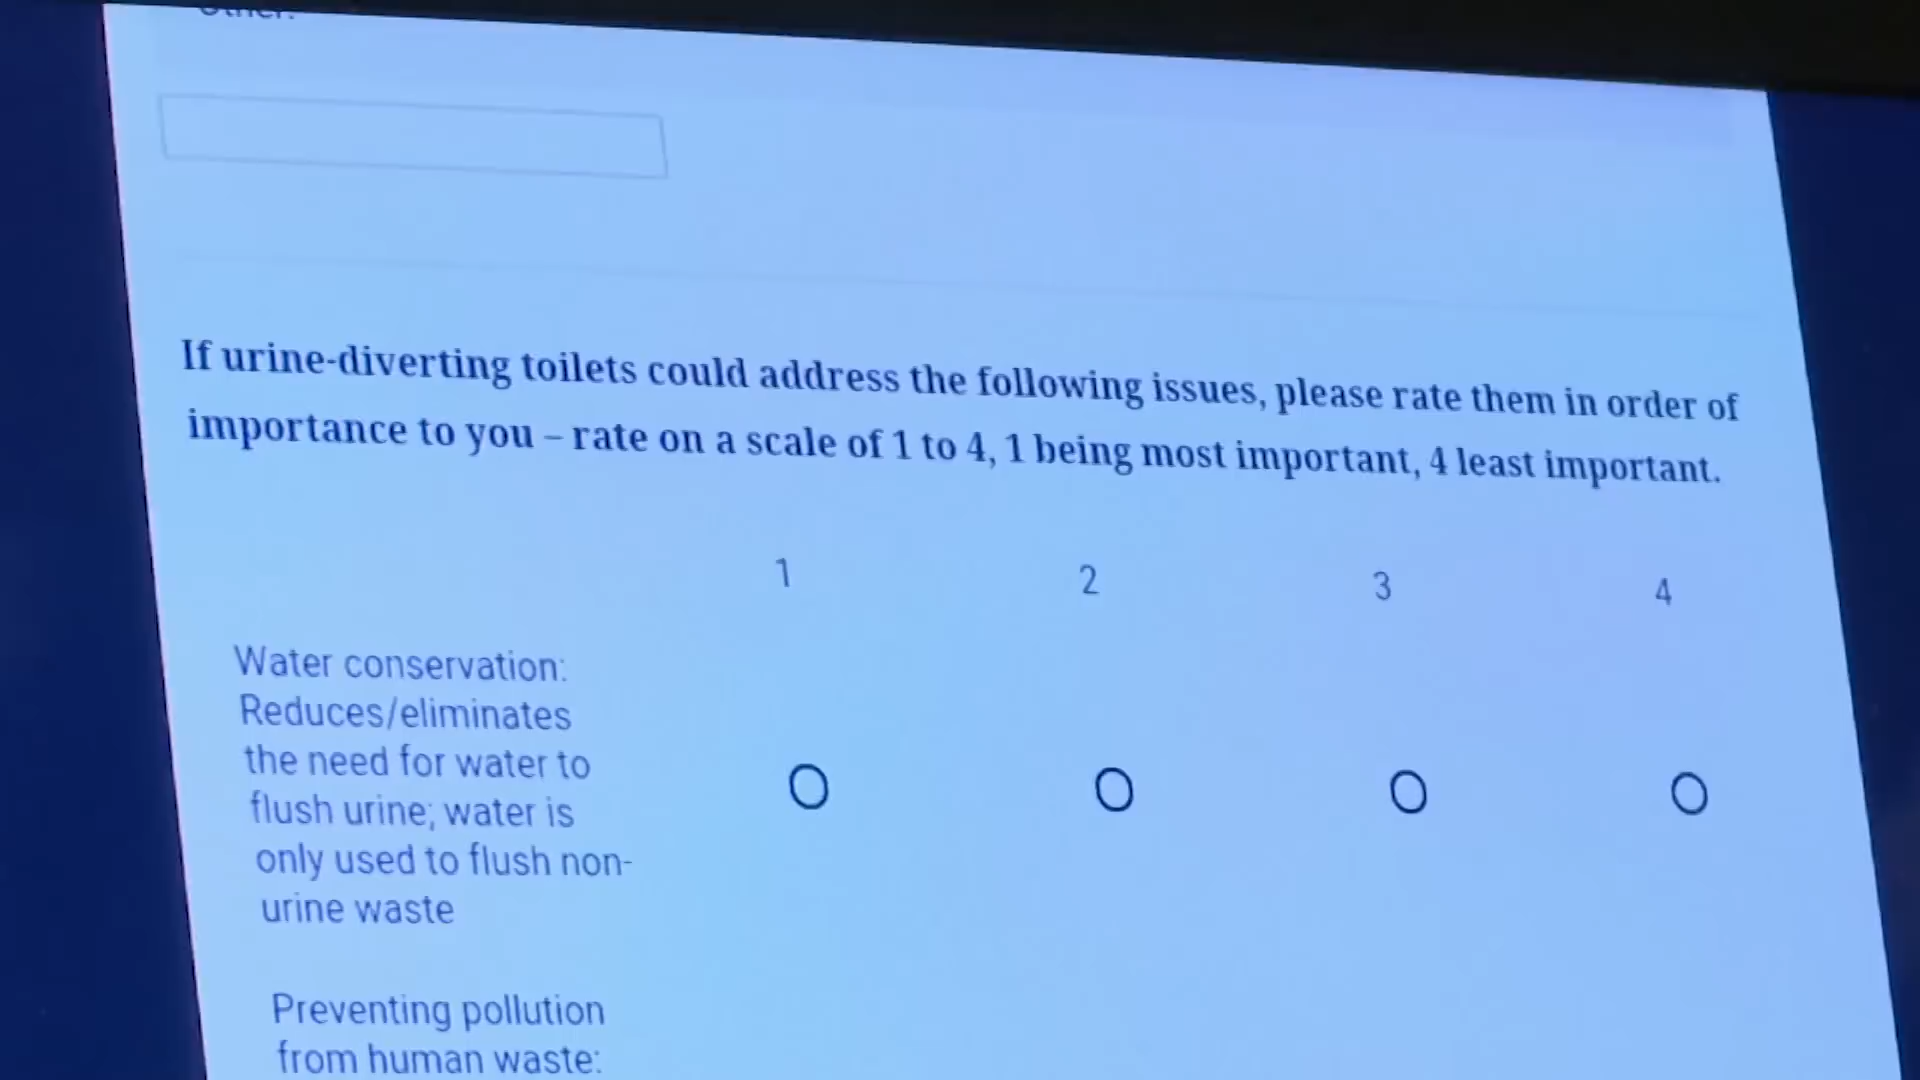 Other:
If urine-diverting toilets could address the following issues, please rate them in order of
importance to you – rate on a scale of 1 to 4, 1 being most important, 4 least important.
1 2 3 4
Water conservation:
Reduces/eliminates
the need for water to
flush urine; water is
only used to flush non-
urine waste
Preventing pollution
from human waste: